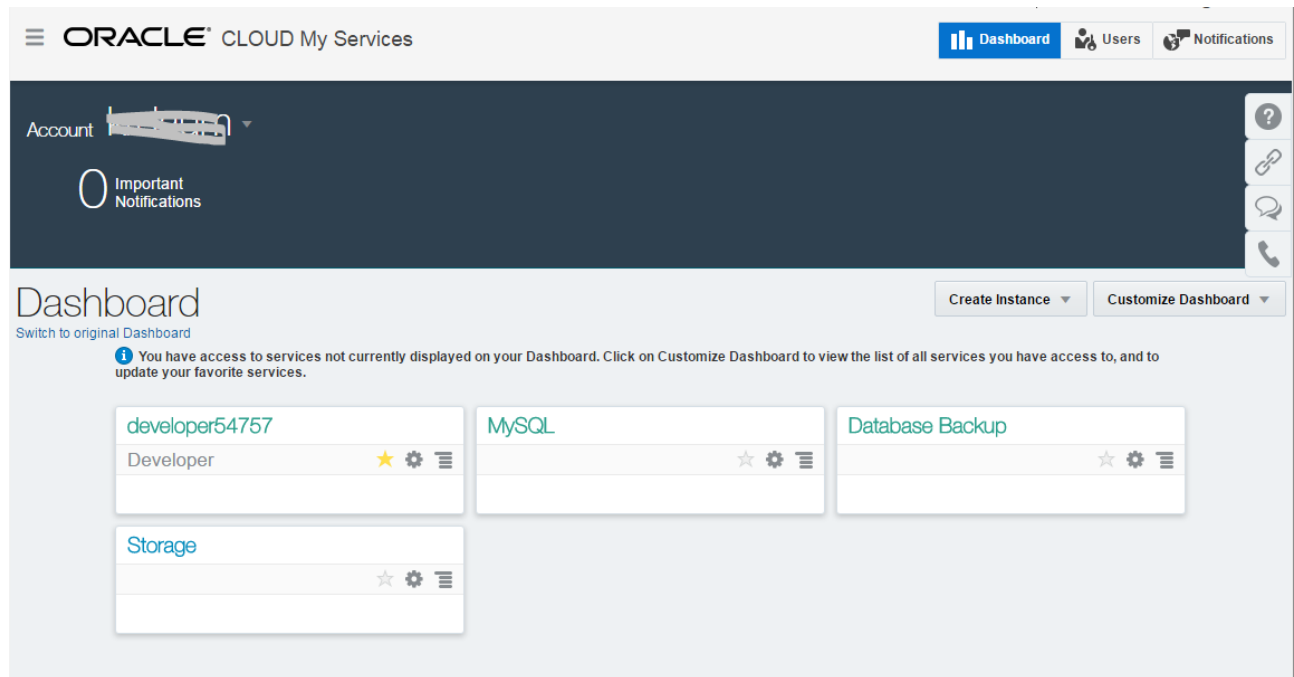 ORACLE CLOUD My Services
Dashboard
Users
Notifications
Account
0 Important
Notifications
?
Dashboard
Create Instance
Customize Dashboard
Switch to original Dashboard
i You have access to services not currently displayed on your Dashboard. Click on Customize Dashboard to view the list of all services you have access to, and to
update your favorite services.
developer54757
MySQL
Database Backup
Developer
Storage